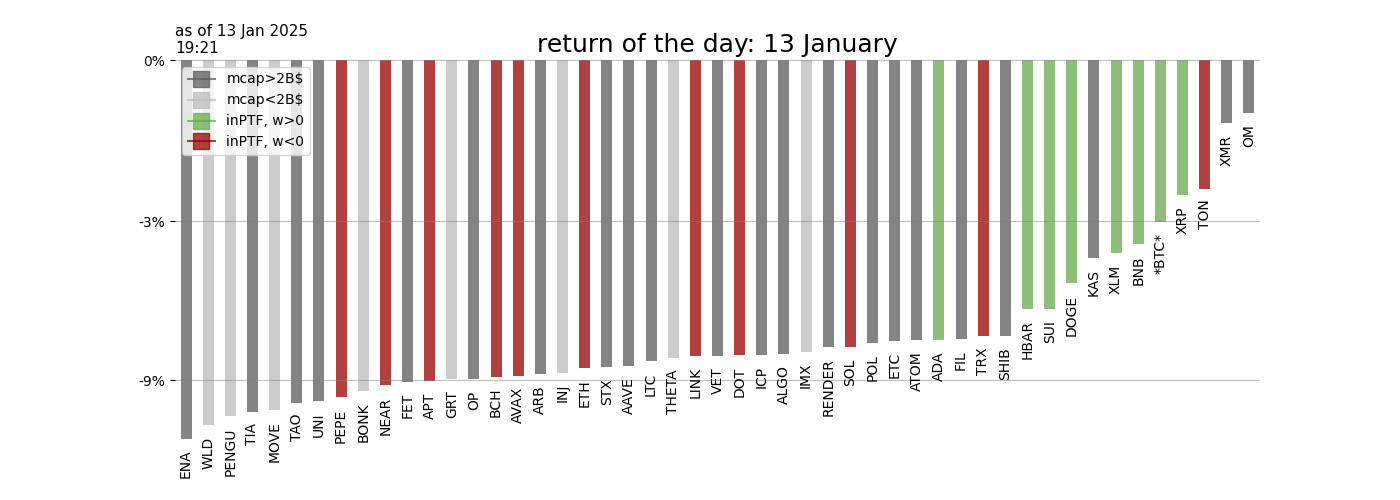 as of 13 Jan 2025
19:21
return of the day: 13 January
0%
-3%
-9%
mcap>2B$
mcap<2B$
inPTF, w>0
inPTF, w<0
ENA
WLD
PENGU
TIA
MOVE
TAO
UNI
PEPE
BONK
NEAR
FET
APT
GRT
OP
BCH
AVAX
ARB
INJ
ETH
STX
AAVE
LTC
THETA
LINK
VET
DOT
ICP
ALGO
IMX
RENDER
SOL
POL
ETC
ATOM
ADA
FIL
TRX
SHIB
HBAR
SUI
DOGE
KAS
XLM
BNB
*BTC*
XRP
TON
XMR
OM